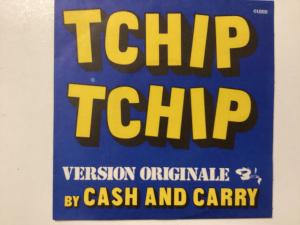 TCHIP
TCHIP
VERSION ORIGINALE
BY CASH AND CARRY